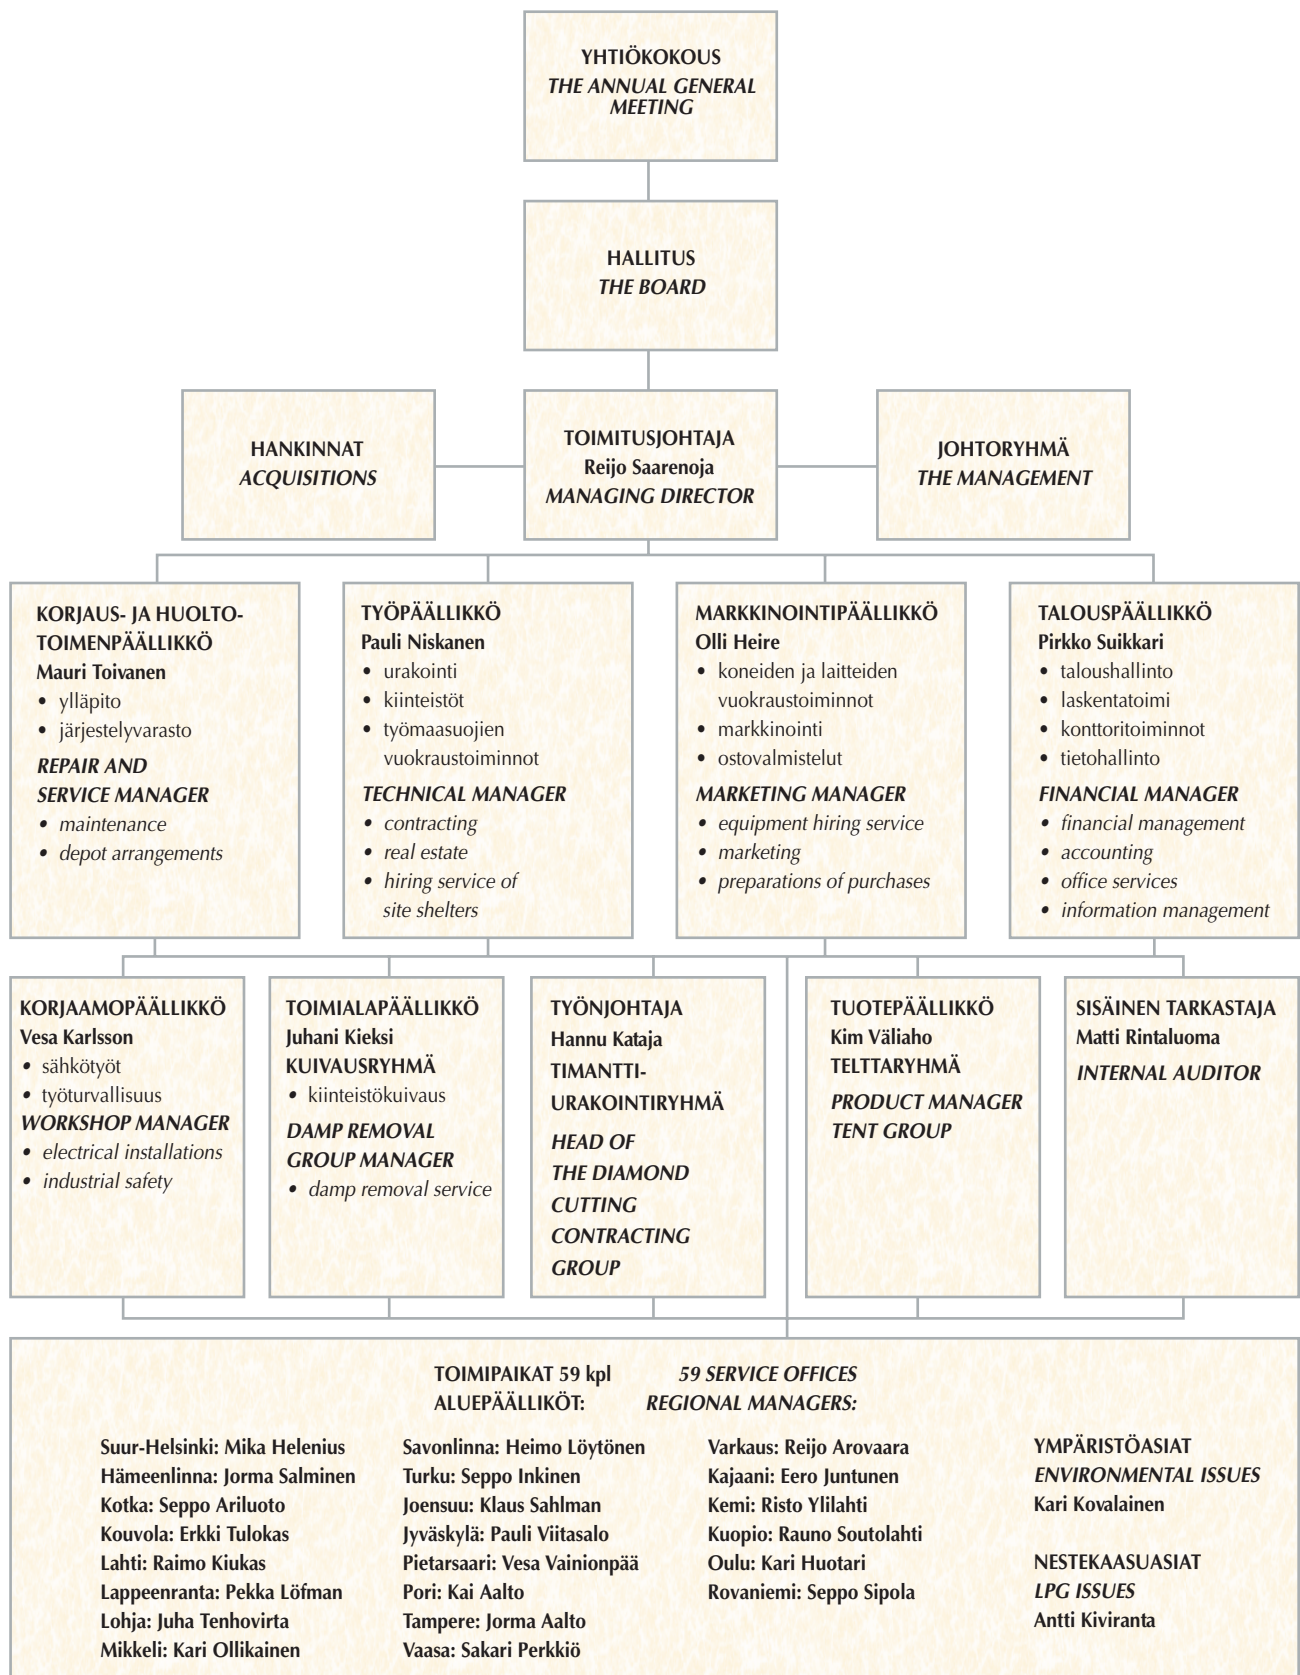 YHTIÖKOKOUS
THE ANNUAL GENERAL
MEETING
HALLITUS
THE BOARD
HANKINNAT
ACQUISITIONS
TOIMITUSJOHTAJA
Reijo Saarenoja
MANAGING DIRECTOR
JOHTORYHMÄ
THE MANAGEMENT
KORJAUS- JA HUOLTO-
TOIMENPÄÄLLIKKÖ
Mauri Toivanen
• ylläpito
• järjestelyvarasto
REPAIR AND
SERVICE MANAGER
• maintenance
• depot arrangements
TYÖPÄÄLLIKKÖ
Pauli Niskanen
• urakointi
• kiinteistöt
• työmaasuojien
vuokraustoiminnot
TECHNICAL MANAGER
• contracting
• real estate
• hiring service of
site shelters
MARKKINOINTIPÄÄLLIKKÖ
Olli Heire
• koneiden ja laitteiden
vuokraustoiminnot
• markkinointi
• ostovalmistelut
MARKETING MANAGER
• equipment hiring service
• marketing
• preparations of purchases
TALOUSPÄÄLLIKKÖ
Pirkko Suikkari
• taloushallinto
• laskentatoimi
• konttoritoiminnot
• tietohallinto
FINANCIAL MANAGER
• financial management
• accounting
• office services
• information management
KORJAAMOPÄÄLLIKKÖ
Vesa Karlsson
• sähkötyöt
• työturvallisuus
WORKSHOP MANAGER
• electrical installations
• industrial safety
TOIMIALAPÄÄLLIKKÖ
Juhani Kieksi
KUIVAUSRYHMÄ
• kiinteistökuivaus
DAMP REMOVAL
GROUP MANAGER
• damp removal service
TYÖNJOHTAJA
Hannu Kataja
TIMANTTI-
URAKOINTIRYHMÄ
HEAD OF
THE DIAMOND
CUTTING
CONTRACTING
GROUP
TUOTEPÄÄLLIKKÖ
Kim Väliaho
TELTTARYHMÄ
PRODUCT MANAGER
TENT GROUP
SISÄINEN TARKASTAJA
Matti Rintaluoma
INTERNAL AUDITOR
TOIMIPAIKAT 59 kpl 59 SERVICE OFFICES
ALUEPÄÄLLIKÖT: REGIONAL MANAGERS:
Suur-Helsinki: Mika Helenius
Hämeenlinna: Jorma Salminen
Kotka: Seppo Ariluoto
Kouvola: Erkki Tulokas
Lahti: Raimo Kiukas
Lappeenranta: Pekka Löfman
Lohja: Juha Tenhovirta
Mikkeli: Kari Ollikainen
Savonlinna: Heimo Löytönen
Turku: Seppo Inkinen
Joensuu: Klaus Sahlman
Jyväskylä: Pauli Viitasalo
Pietarsaari: Vesa Vainionpää
Pori: Kai Aalto
Tampere: Jorma Aalto
Vaasa: Sakari Perkkiö
Varkaus: Reijo Arovaara
Kajaani: Eero Juntunen
Kemi: Risto Ylilahti
Kuopio: Rauno Soutolahti
Oulu: Kari Huotari
Rovaniemi: Seppo Sipola
YMPÄRISTÖASIAT
ENVIRONMENTAL ISSUES
Kari Kovalainen
NESTEKAASUASIAT
LPG ISSUES
Antti Kiviranta